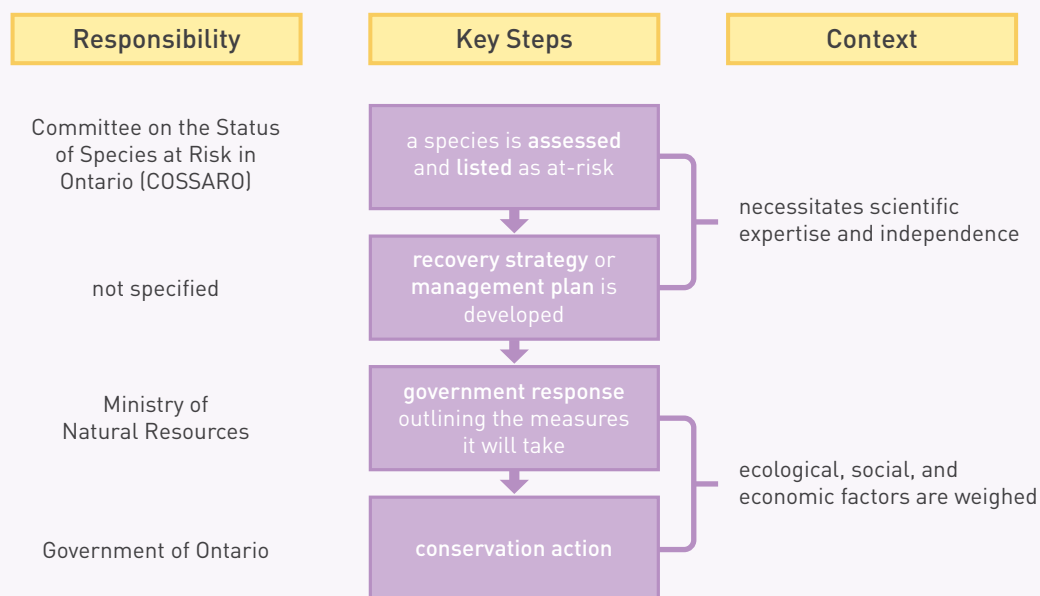 Responsibility
Key Steps
Context
Committee on the Status
of Species at Risk in
Ontario (COSSARO)
a species is assessed
and listed as at-risk
necessitates scientific
expertise and independence
not specified
recovery strategy or
management plan is
developed
Ministry of
Natural Resources
government response
outlining the measures
it will take
ecological, social, and
economic factors are weighed
Government of Ontario
conservation action